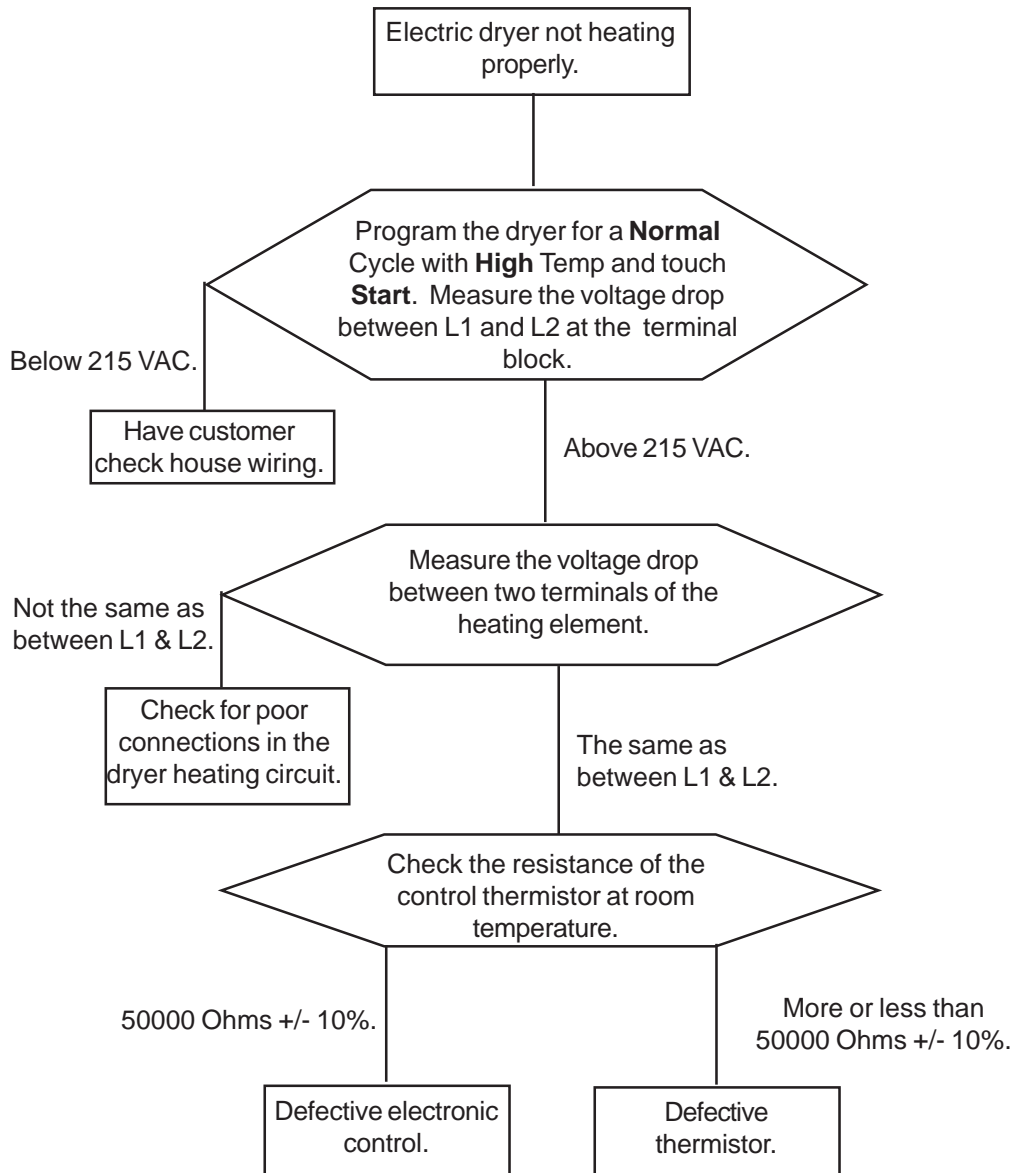 Electric dryer not heating
properly.
Program the dryer for a Normal
Cycle with High Temp and touch
Start. Measure the voltage drop
between L1 and L2 at the terminal
block.
Below 215 VAC.
Have customer
check house wiring.
Above 215 VAC.
Measure the voltage drop
between two terminals of the
heating element.
Not the same as
between L1 & L2.
Check for poor
connections in the
dryer heating circuit.
The same as
between L1 & L2.
Check the resistance of the
control thermistor at room
temperature.
50000 Ohms +/- 10%.
More or less than
50000 Ohms +/- 10%.
Defective electronic
control.
Defective
thermistor.